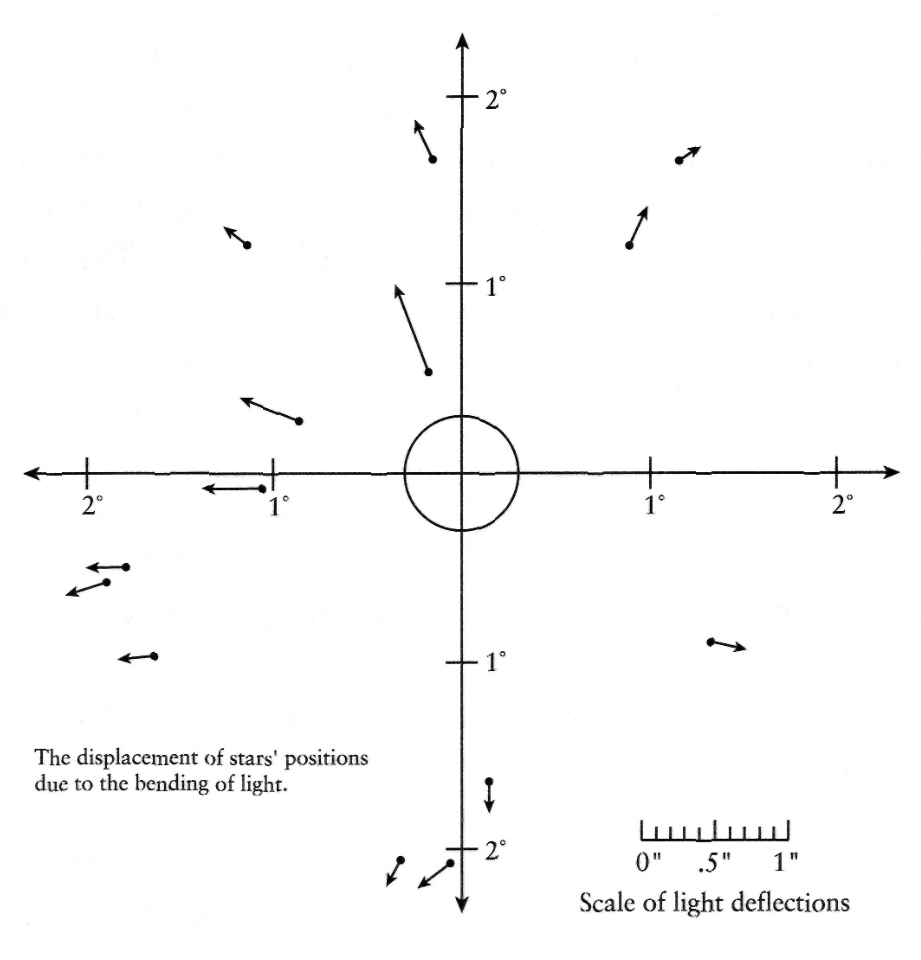 2°
1°
2°
1°
1°
2°
1°
The displacement of stars' positions
due to the bending of light.
2°
0" .5" 1"
Scale of light deflections